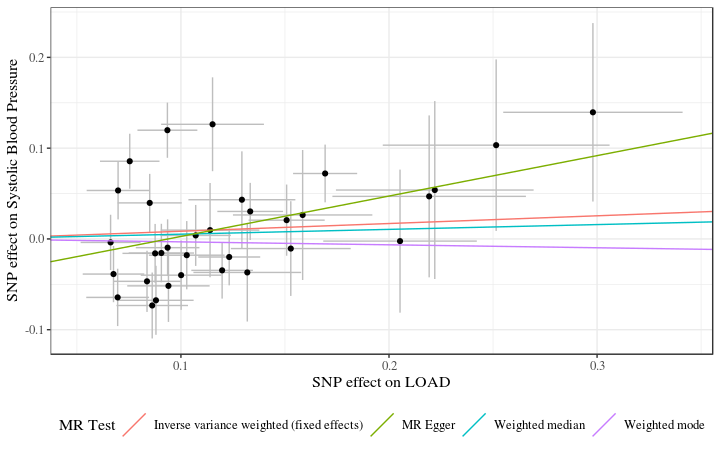 SNP effect on Systolic Blood Pressure
0.2
0.1
0.0
-0.1
0.1
0.2
0.3
SNP effect on LOAD
MR Test
Inverse variance weighted (fixed effects)
MR Egger
Weighted median
Weighted mode